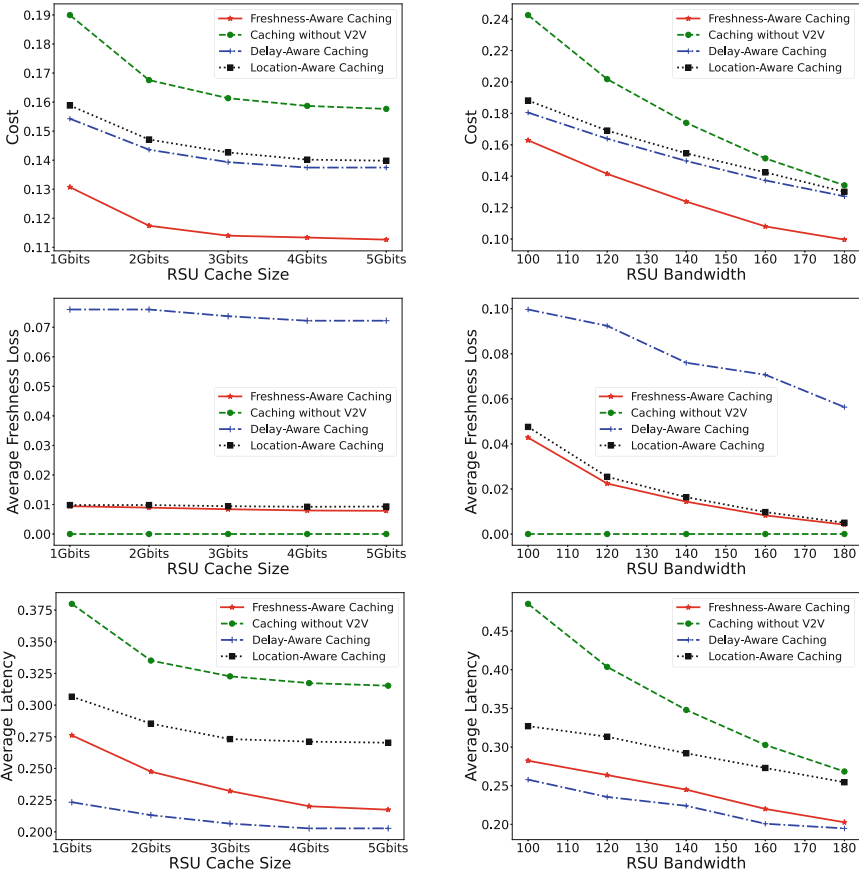 0.19
0.18
0.17
0.16
0.15
0.14
0.13
0.12
0.11
Cost
Freshness-Aware Caching
Caching without V2V
Delay-Aware Caching
Location-Aware Caching
1Gbits 2Gbits 3Gbits 4Gbits 5Gbits
RSU Cache Size
0.24
0.22
0.20
0.18
0.16
0.14
0.12
0.10
Cost
Freshness-Aware Caching
Caching without V2V
Delay-Aware Caching
Location-Aware Caching
100 110 120 130 140 150 160 170 180
RSU Bandwidth
0.07
0.06
0.05
0.04
0.03
0.02
0.01
0.00
Average Freshness Loss
Freshness-Aware Caching
Caching without V2V
Delay-Aware Caching
Location-Aware Caching
1Gbits 2Gbits 3Gbits 4Gbits 5Gbits
RSU Cache Size
0.10
0.08
0.06
0.04
0.02
0.00
Average Freshness Loss
Freshness-Aware Caching
Caching without V2V
Delay-Aware Caching
Location-Aware Caching
100 110 120 130 140 150 160 170 180
RSU Bandwidth
0.375
0.350
0.325
0.300
0.275
0.250
0.225
0.200
Average Latency
Freshness-Aware Caching
Caching without V2V
Delay-Aware Caching
Location-Aware Caching
1Gbits 2Gbits 3Gbits 4Gbits 5Gbits
RSU Cache Size
0.45
0.40
0.35
0.30
0.25
0.20
Average Latency
Freshness-Aware Caching
Caching without V2V
Delay-Aware Caching
Location-Aware Caching
100 110 120 130 140 150 160 170 180
RSU Bandwidth